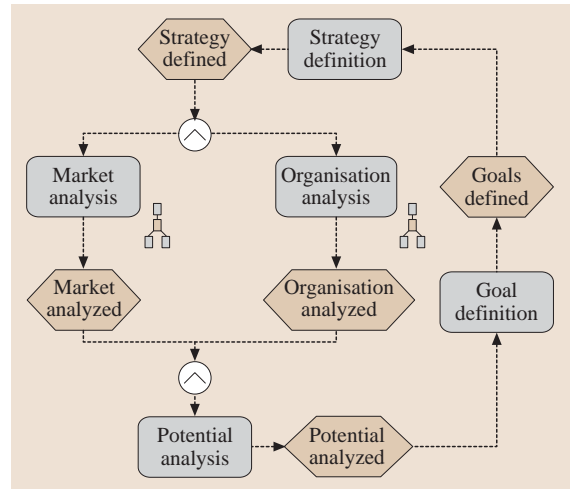 Strategy
defined
Strategy
definition
Market
analysis
Organisation
analysis
Goals
defined
Market
analyzed
Organisation
analyzed
Goal
definition
Potential
analysis
Potential
analyzed